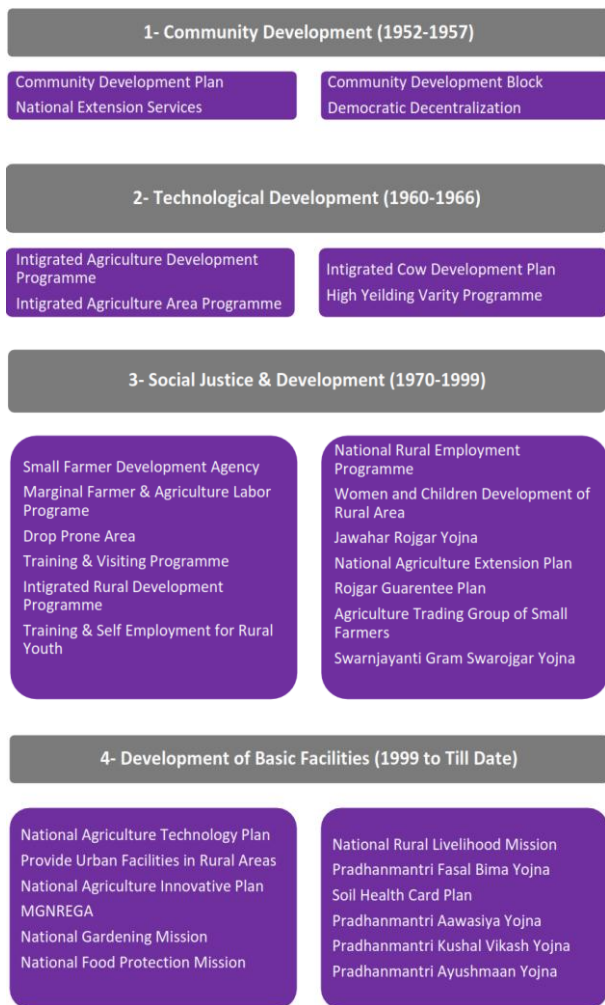 1- Community Development (1952-1957)
Community Development Plan
National Extension Services
Community Development Block
Democratic Decentralization
2- Technological Development (1960-1966)
Intigrated Agriculture Development
Programme
Intigrated Agriculture Area Programme
Intigrated Cow Development Plan
High Yeilding Varity Programme
3- Social Justice & Development (1970-1999)
Small Farmer Development Agency
Marginal Farmer & Agriculture Labor
Programe
Drop Prone Area
Training & Visiting Programme
Intigrated Rural Development
Programme
Training & Self Employment for Rural
Youth
National Rural Employment
Programme
Women and Children Development of
Rural Area
Jawahar Rojgar Yojna
National Agriculture Extension Plan
Rojgar Guarentee Plan
Agriculture Trading Group of Small
Farmers
Swarnjayanti Gram Swarojgar Yojna
4- Development of Basic Facilities (1999 to Till Date)
National Agriculture Technology Plan
Provide Urban Facilities in Rural Areas
National Agriculture Innovative Plan
MGNREGA
National Gardening Mission
National Food Protection Mission
National Rural Livelihood Mission
Pradhanmantri Fasal Bima Yojna
Soil Health Card Plan
Pradhanmantri Aawasiya Yojna
Pradhanmantri Kushal Vikash Yojna
Pradhanmantri Ayushmaan Yojna